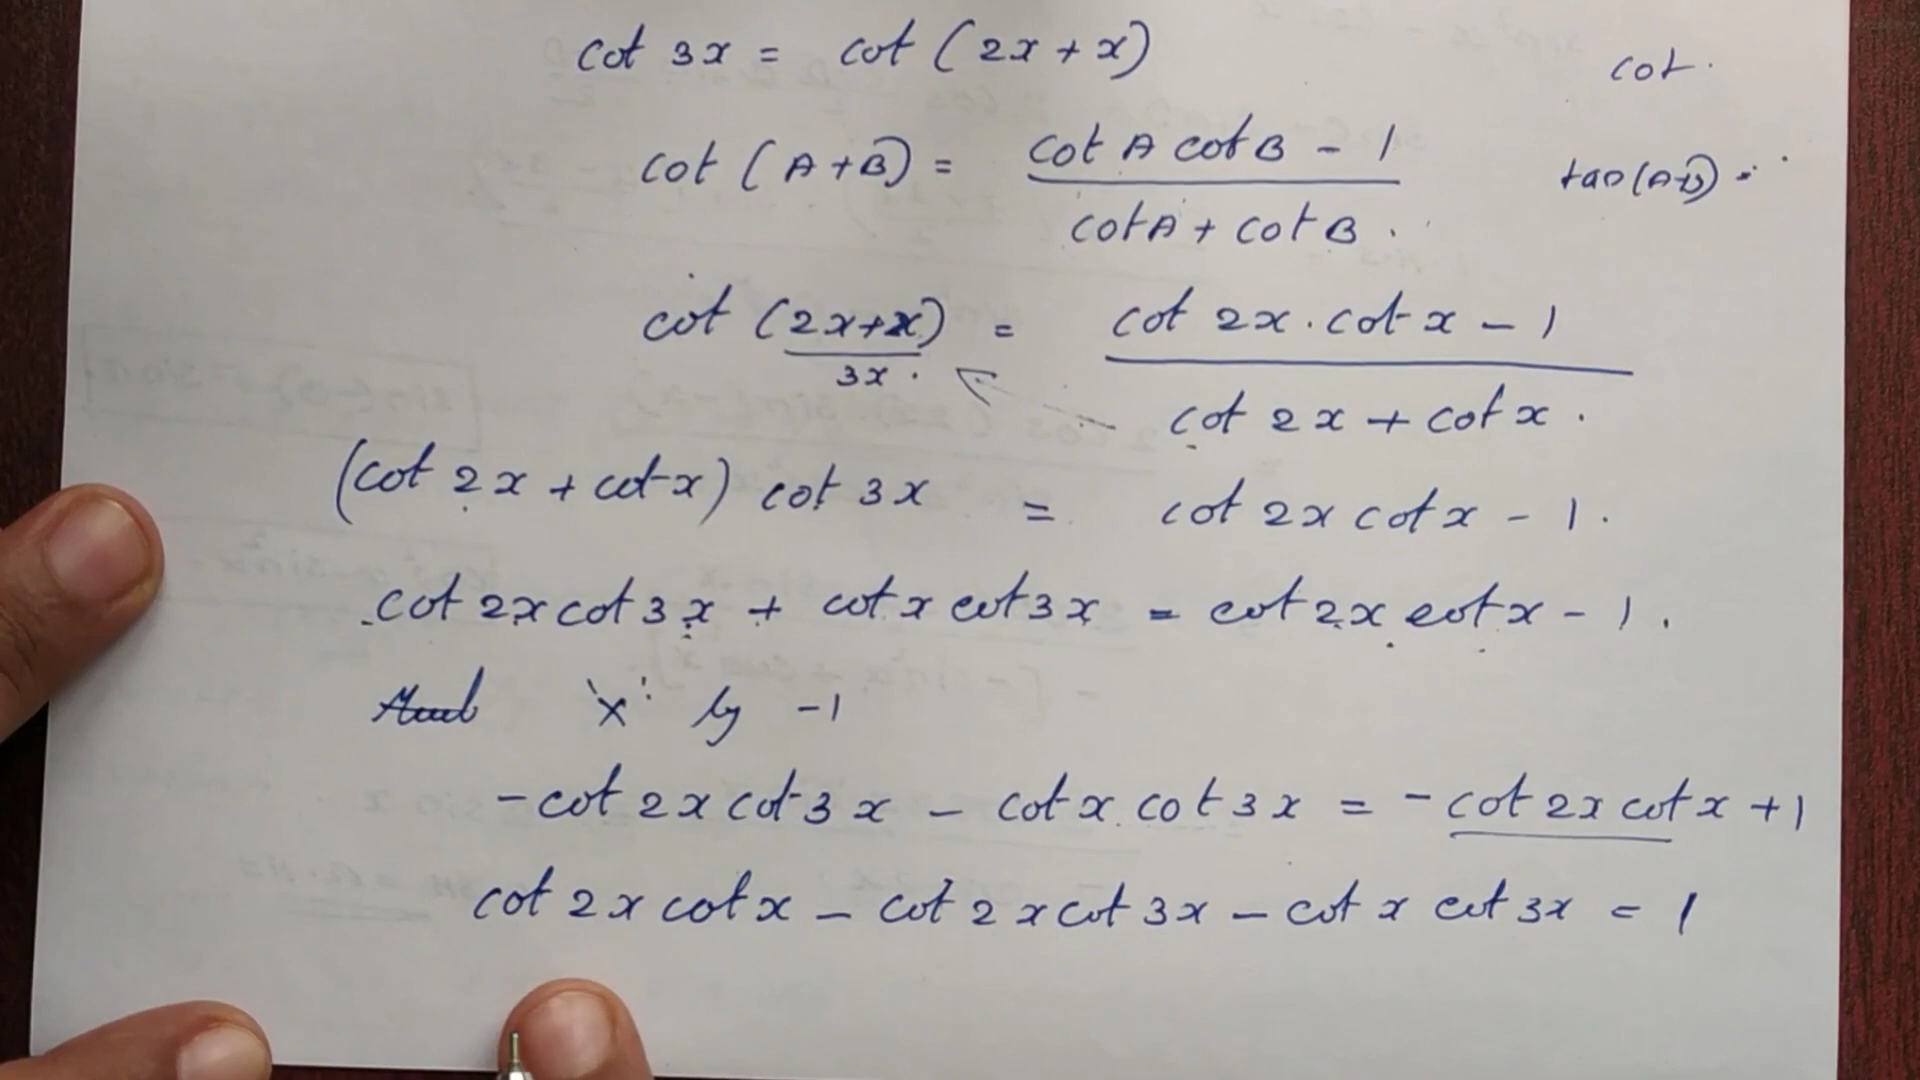 cot 3x = cot (2x + x)
cot.
cot (A + B) = cot A cot B - 1 / cot A + cot B.
tan(A+B) =
cot (2x+x) = cot 2x . cot x - 1 / cot 2x + cot x.
3x.
(cot 2x + cot x) cot 3x = cot 2x cot x - 1.
cot 2x cot 3x + cot x cot 3x = cot 2x cot x - 1.
'x' by -1
-cot 2x cot 3x - cot x cot 3x = -cot 2x cot x + 1
cot 2x cot x - cot 2x cot 3x - cot x cot 3x = 1